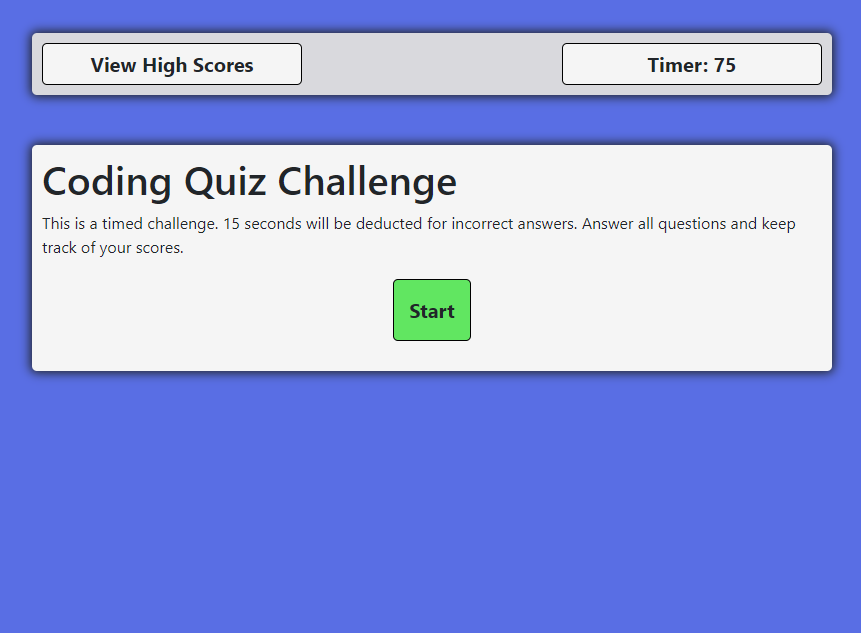 View High Scores
Timer: 75
Coding Quiz Challenge
This is a timed challenge. 15 seconds will be deducted for incorrect answers. Answer all questions and keep
track of your scores.
Start